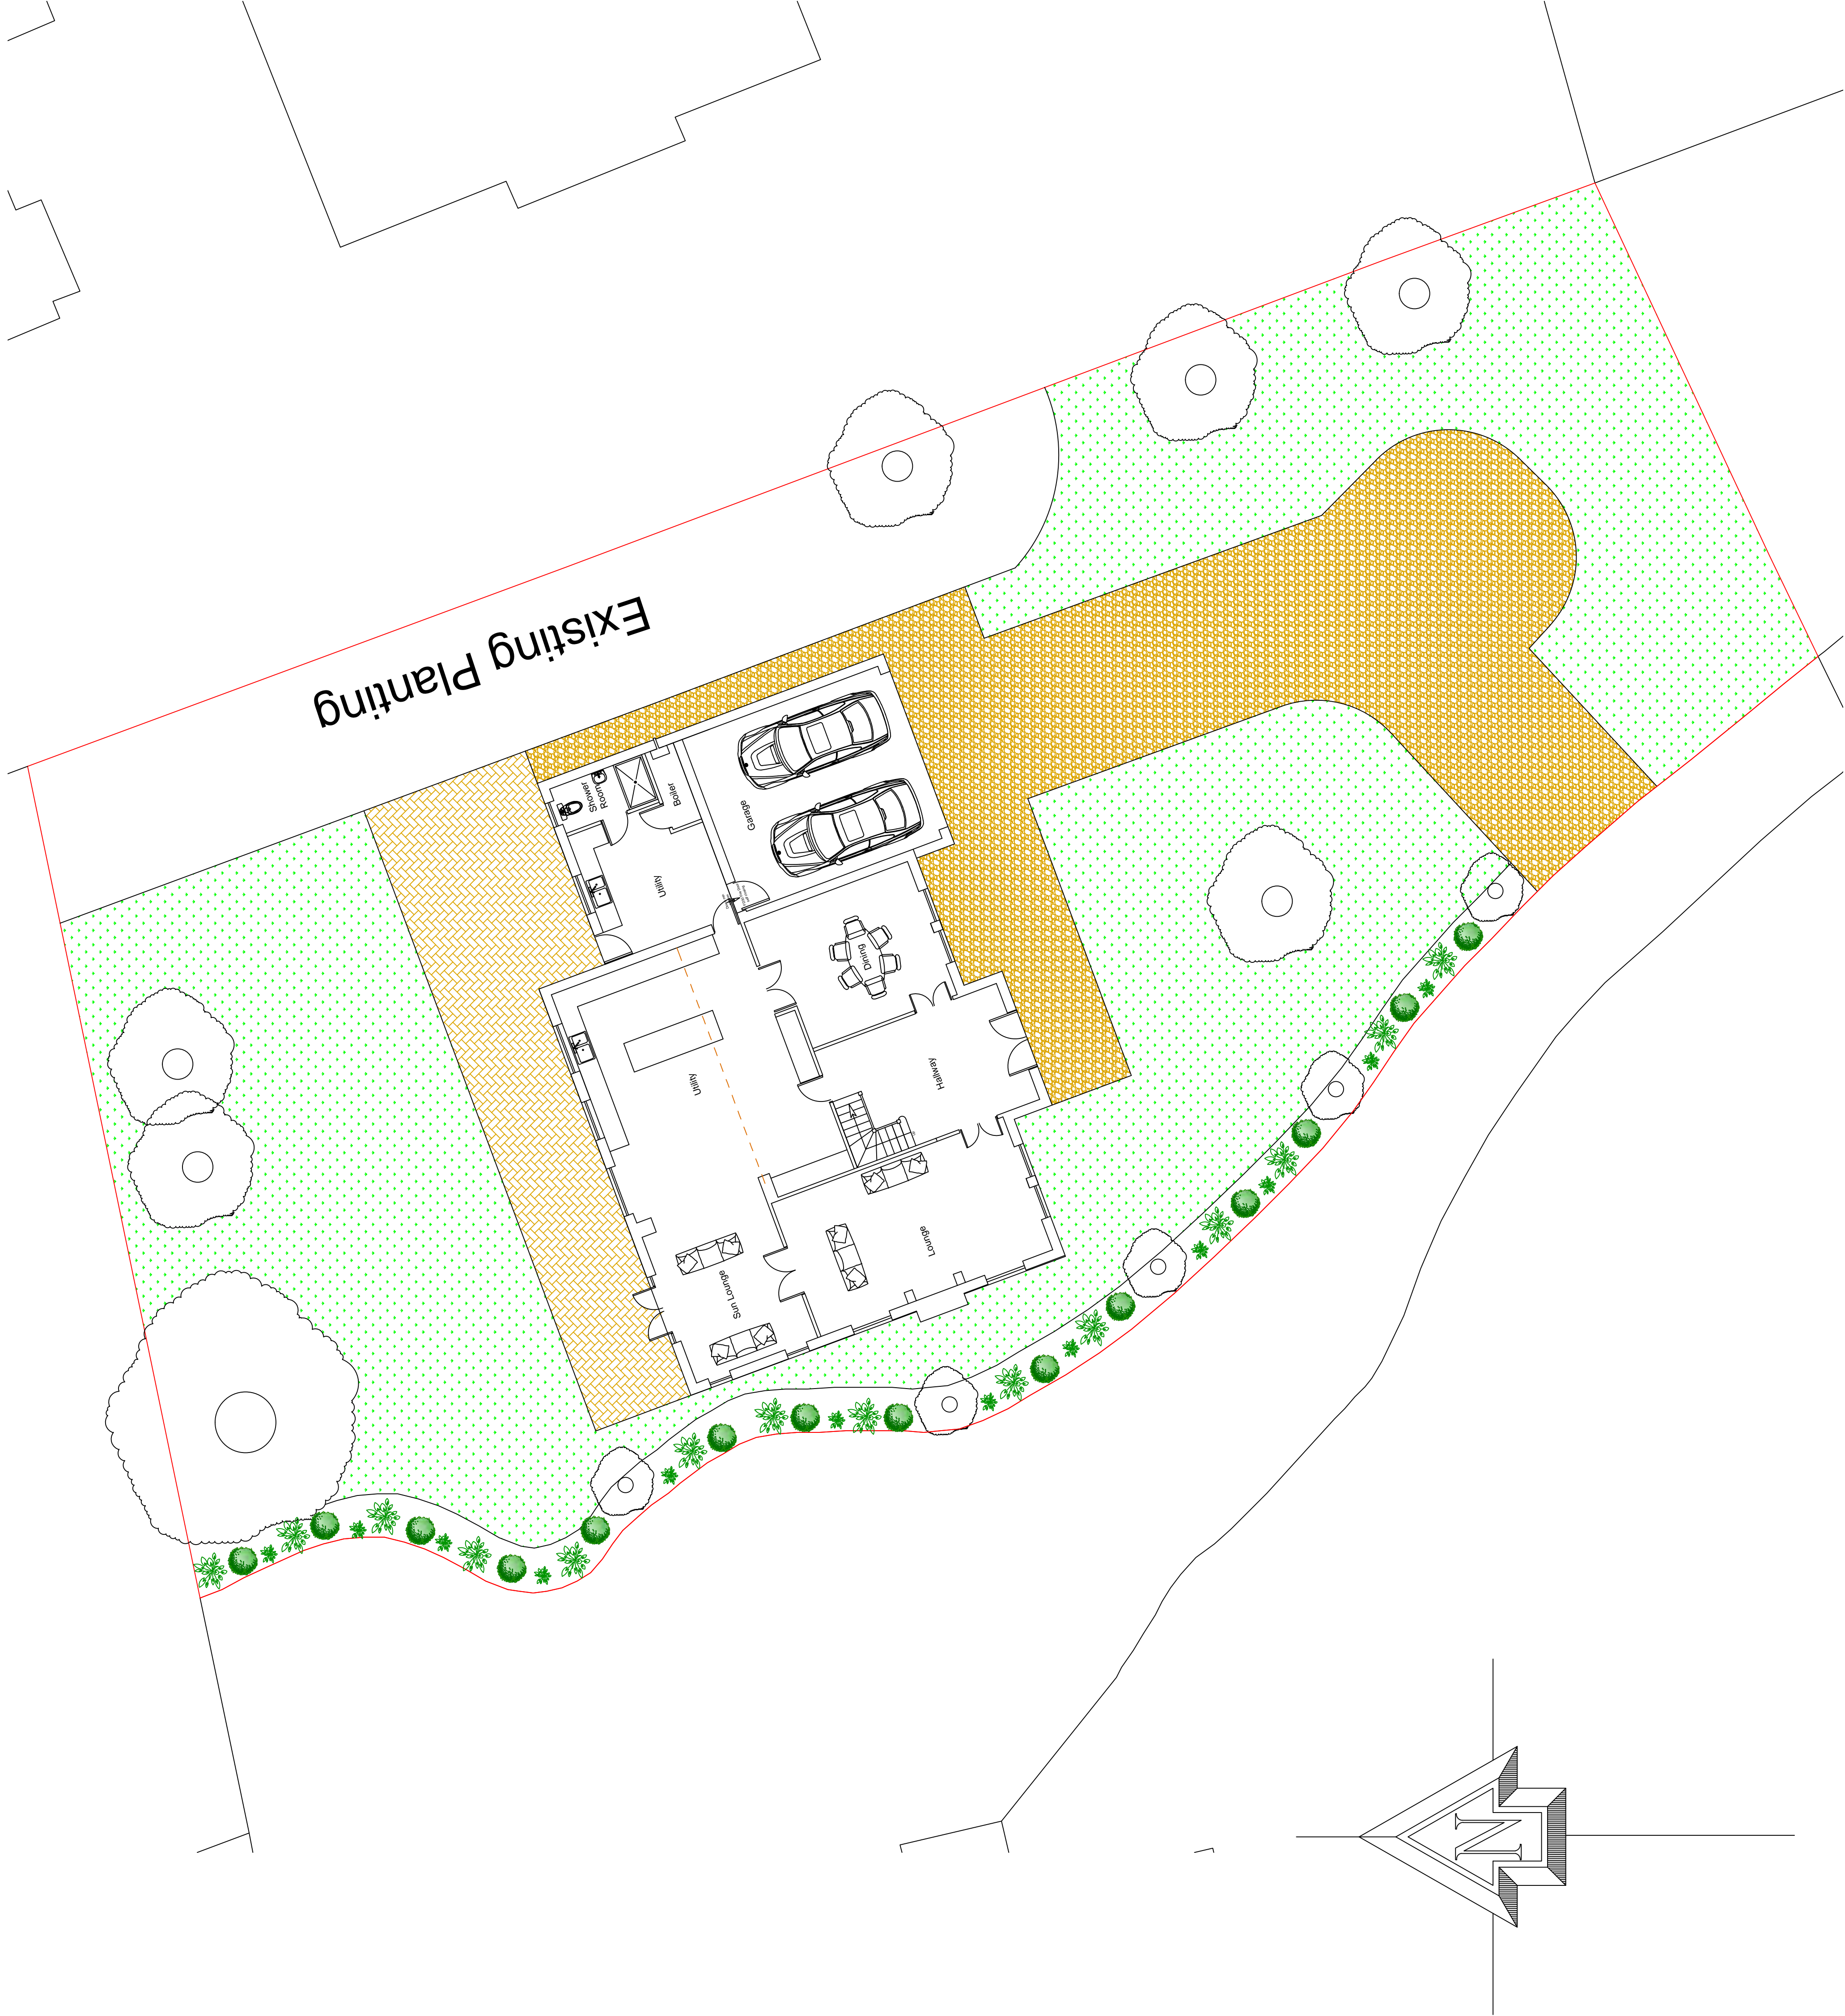 Existing Planting
Shower
Room
Boiler
Garage
Utility
Dining
Utility
Hallway
Lounge
Sun Lounge
N